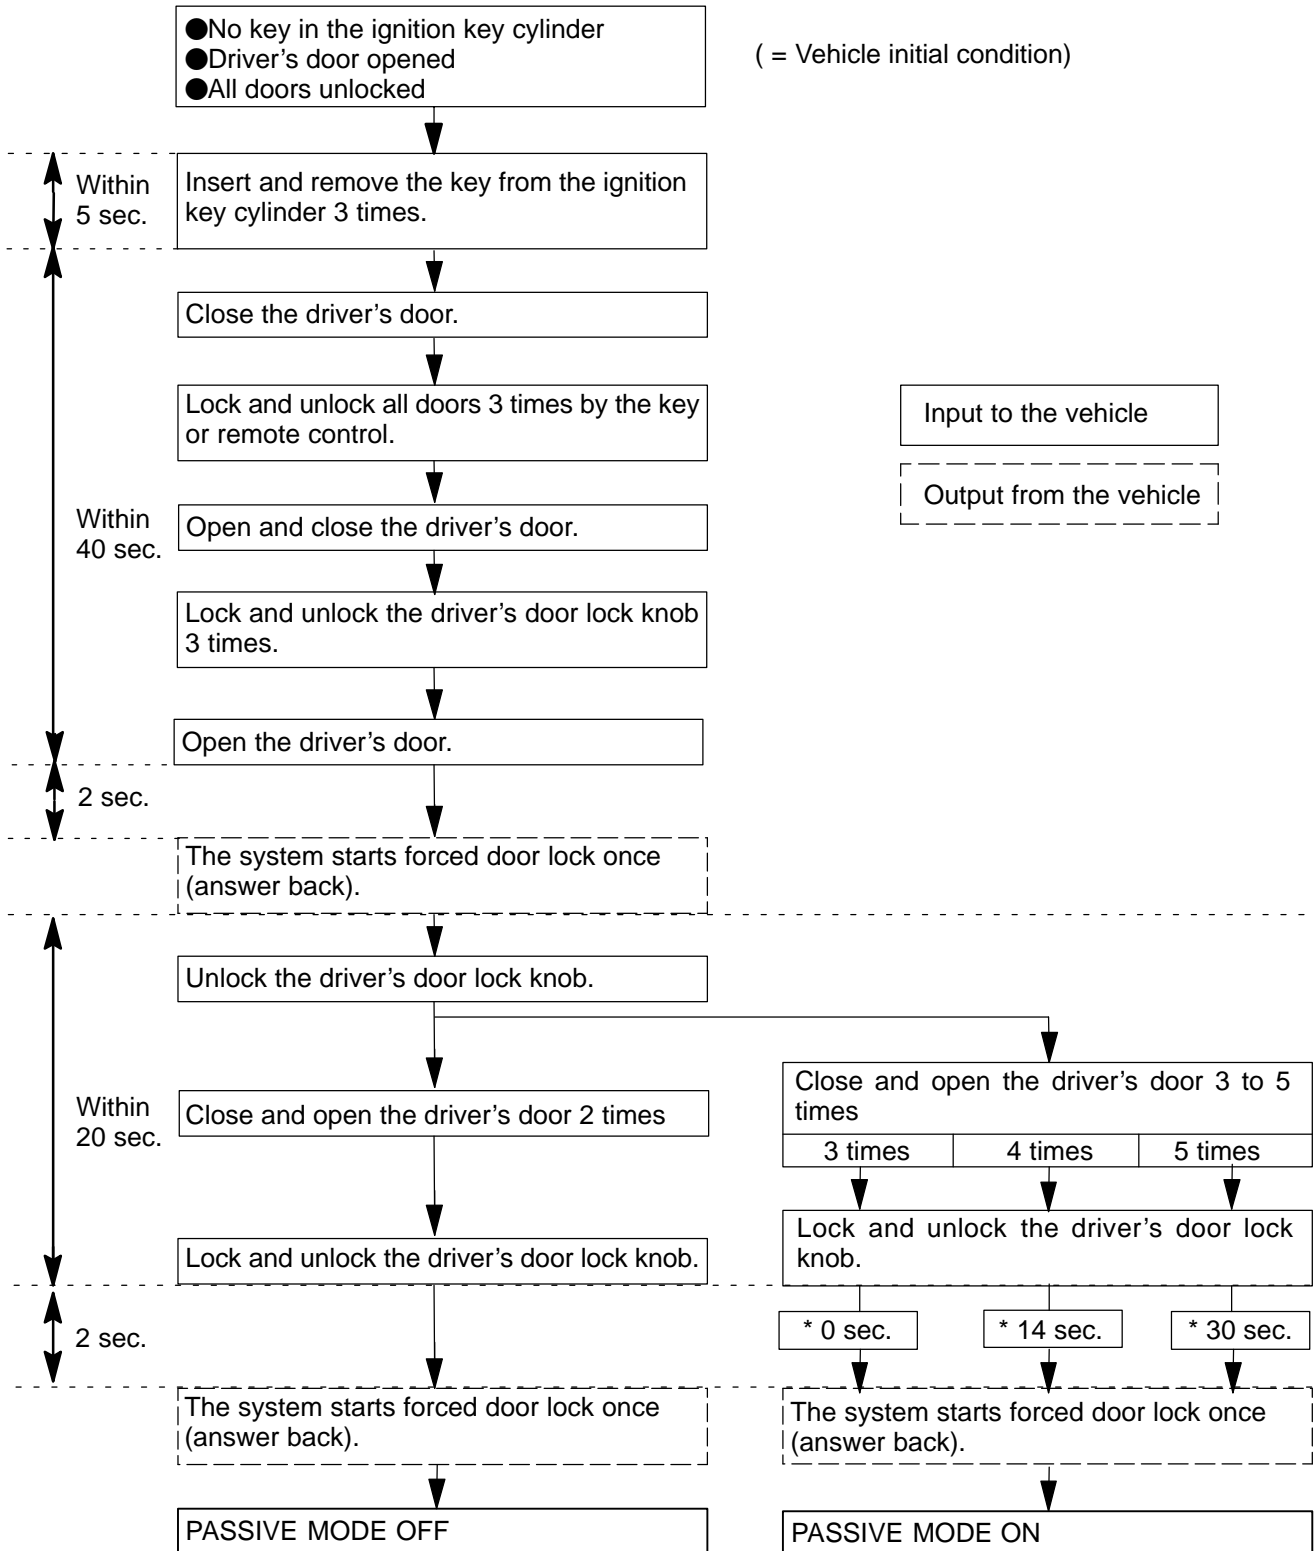 ●No key in the ignition key cylinder
●Driver's door opened
●All doors unlocked
( = Vehicle initial condition)
Within
5 sec.
Insert and remove the key from the ignition
key cylinder 3 times.
Close the driver's door.
Lock and unlock all doors 3 times by the key
or remote control.
Input to the vehicle
Output from the vehicle
Within
40 sec.
Open and close the driver's door.
Lock and unlock the driver's door lock knob
3 times.
Open the driver's door.
2 sec.
The system starts forced door lock once
(answer back).
Unlock the driver's door lock knob.
Within
20 sec.
Close and open the driver's door 2 times
Close and open the driver's door 3 to 5
times
3 times
4 times
5 times
Lock and unlock the driver's door lock knob.
Lock and unlock the driver's door lock
knob.
2 sec.
* 0 sec.
* 14 sec.
* 30 sec.
The system starts forced door lock once
(answer back).
The system starts forced door lock once
(answer back).
PASSIVE MODE OFF
PASSIVE MODE ON